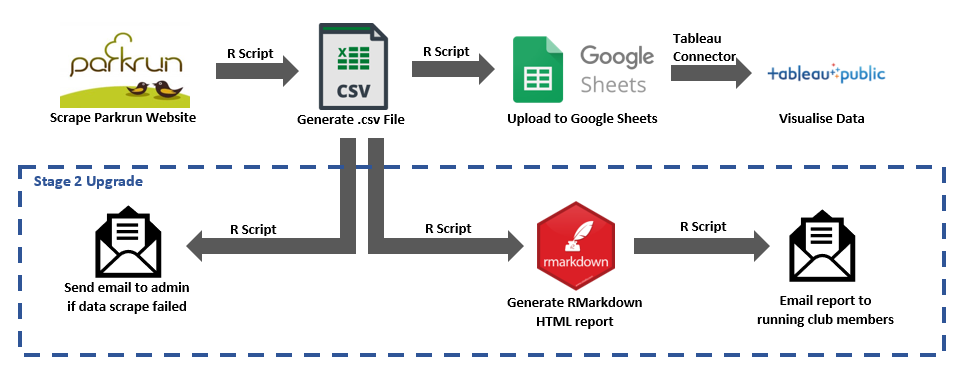 parkrun
R Script
X
CSV
R Script
Google
Sheets
Tableau
Connector
tableau public
Scrape Parkrun Website
Generate .csv File
Upload to Google Sheets
Visualise Data
Stage 2 Upgrade
R Script
R Script
rmarkdown
R Script
Send email to admin
if data scrape failed
Generate RMarkdown
HTML report
Email report to
running club members